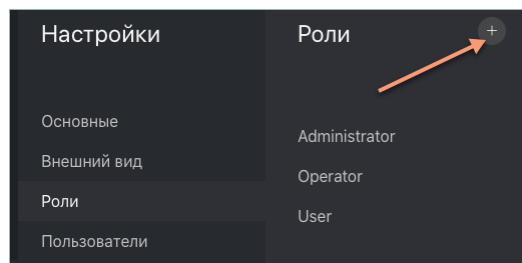 Настройки
Основные
Внешний вид
Роли
Пользователи
Роли +
Administrator
Operator
User